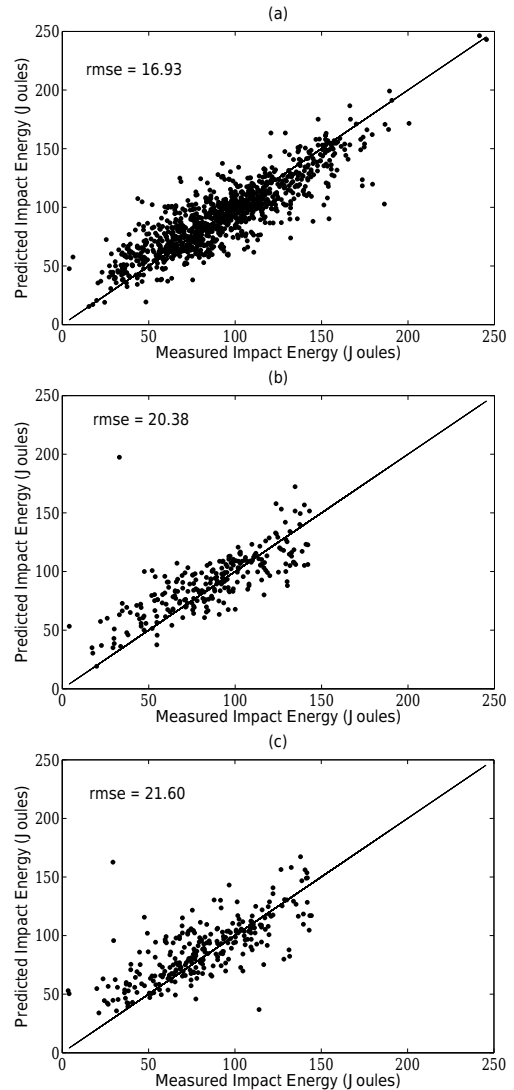 (a)
250
200
150
100
50
0
rmse = 16.93
Predicted Impact Energy (Joules)
0 50 100 150 200 250
Measured Impact Energy (Joules)
(b)
250
200
150
100
50
0
rmse = 20.38
Predicted Impact Energy (Joules)
0 50 100 150 200 250
Measured Impact Energy (Joules)
(c)
250
200
150
100
50
0
rmse = 21.60
Predicted Impact Energy (Joules)
0 50 100 150 200 250
Measured Impact Energy (Joules)